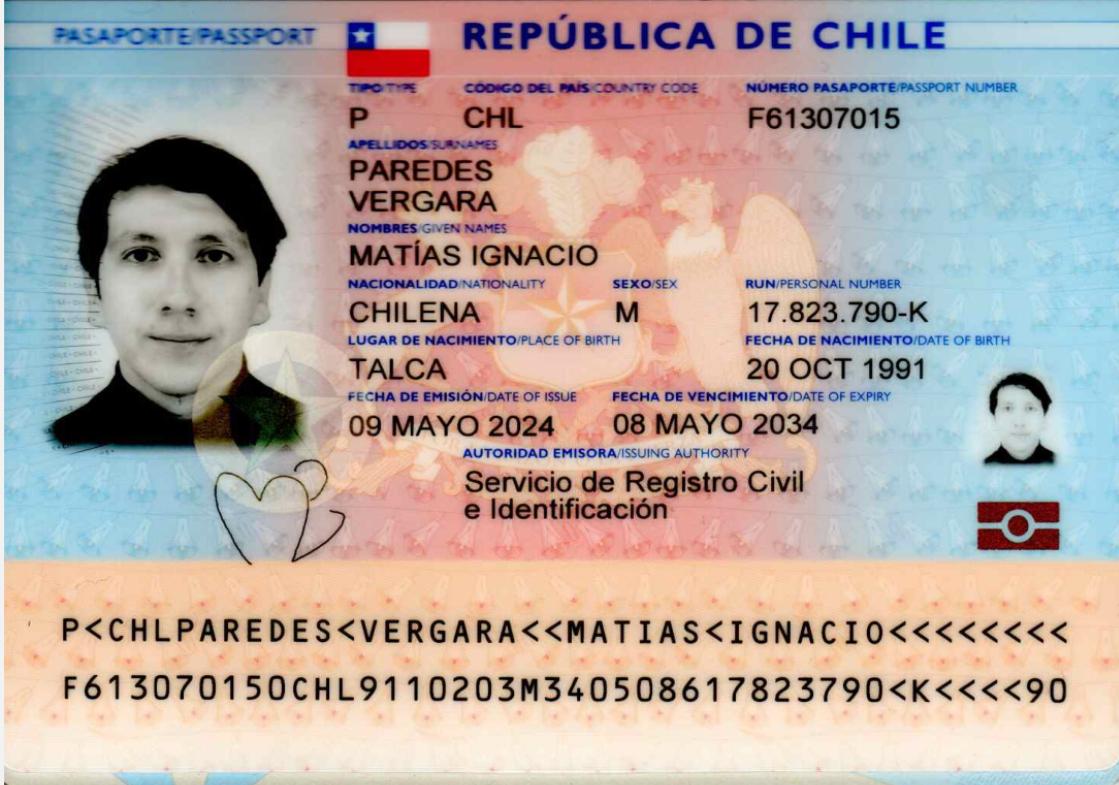 PASAPORTE/PASSPORT
REPÚBLICA DE CHILE
TIPO/TYPE CÓDIGO DEL PAÍS/COUNTRY CODE NÚMERO PASAPORTE/PASSPORT NUMBER
P CHL F61307015
APELLIDOS/SURNAMES
PAREDES
VERGARA
NOMBRES/GIVEN NAMES
MATÍAS IGNACIO
NACIONALIDAD/NATIONALITY SEXO/SEX RUN/PERSONAL NUMBER
CHILENA M 17.823.790-K
LUGAR DE NACIMIENTO/PLACE OF BIRTH FECHA DE NACIMIENTO/DATE OF BIRTH
TALCA 20 OCT 1991
FECHA DE EMISIÓN/DATE OF ISSUE FECHA DE VENCIMIENTO/DATE OF EXPIRY
09 MAYO 2024 08 MAYO 2034
AUTORIDAD EMISORA/ISSUING AUTHORITY
Servicio de Registro Civil
e Identificación
P<CHLPAREDES<VERGARA<<MATIAS<IGNACIO<<<<<<<<
F613070150CHL9110203M340508617823790<K<<<<90